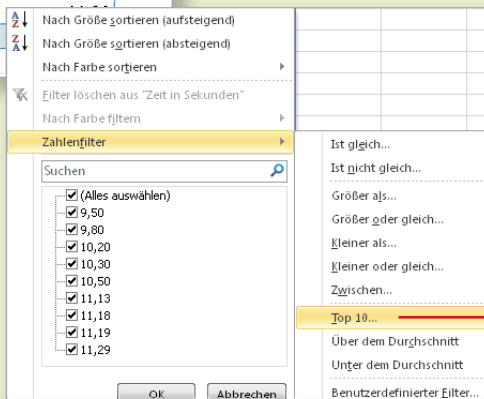 Nach Größe sortieren (aufsteigend)
Nach Größe sortieren (absteigend)
Nach Farbe sortieren
Filter löschen aus "Zeit in Sekunden"
Nach Farbe filtern
Zahlenfilter
Suchen
(Alles auswählen)
9,50
9,80
10,20
10,30
10,50
11,13
11,18
11,19
11,29
OK
Abbrechen
Ist gleich...
Ist nicht gleich...
Größer als...
Größer oder gleich...
Kleiner als...
Kleiner oder gleich...
Zwischen...
Top 10...
Über dem Durchschnitt
Unter dem Durchschnitt
Benutzerdefinierter Filter...